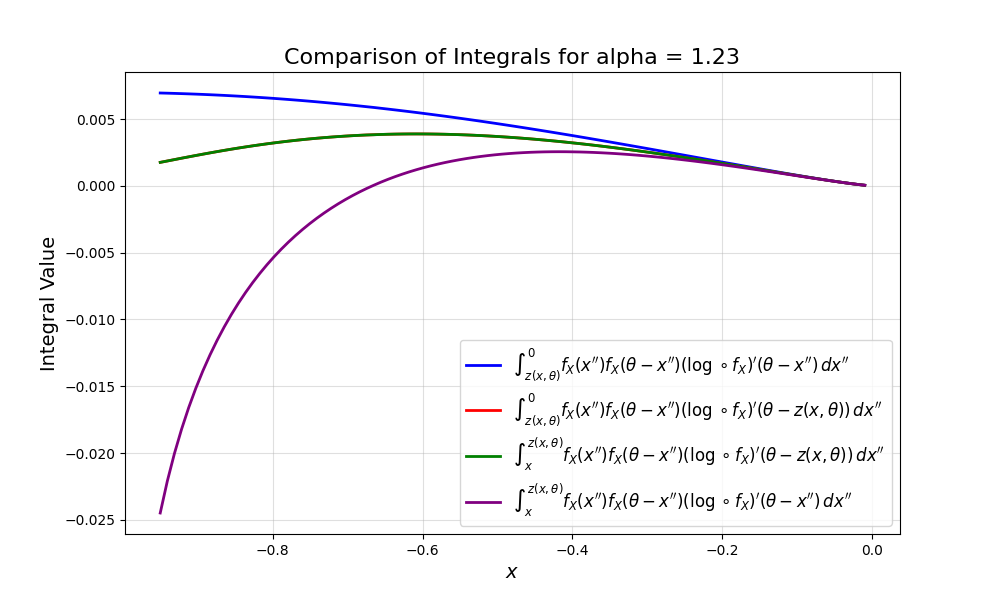 Comparison of Integrals for alpha = 1.23
Integral Value
0.005
0.000
−0.005
−0.010
−0.015
−0.020
−0.025
∫_{z(x,θ)}^{0} f_X(x″)f_X(θ − x″)(log ∘ f_X)′(θ − x″) dx″
∫_{z(x,θ)}^{0} f_X(x″)f_X(θ − x″)(log ∘ f_X)′(θ − z(x, θ)) dx″
∫_{x}^{z(x,θ)} f_X(x″)f_X(θ − x″)(log ∘ f_X)′(θ − z(x, θ)) dx″
∫_{x}^{z(x,θ)} f_X(x″)f_X(θ − x″)(log ∘ f_X)′(θ − x″) dx″
−0.8 −0.6 −0.4 −0.2 0.0
x